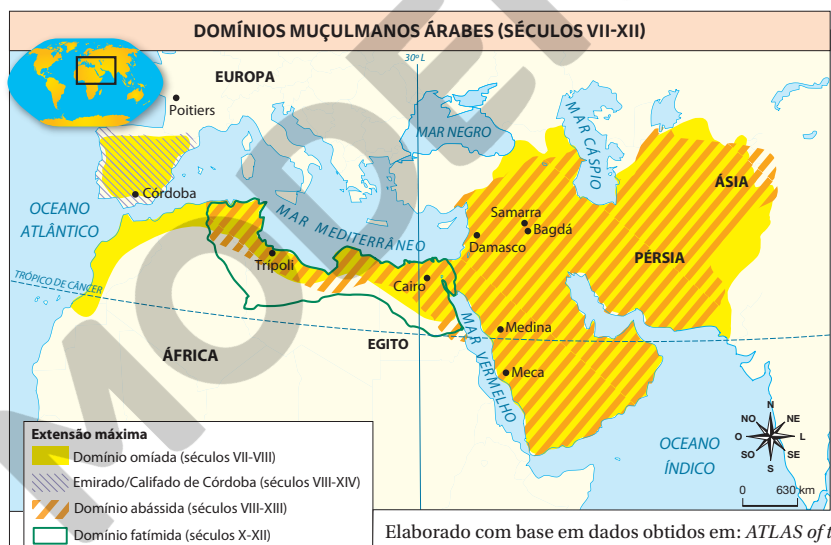 DOMÍNIOS MUÇULMANOS ÁRABES (SÉCULOS VII-XII)
30º L
EUROPA
Poitiers
MAR NEGRO
MAR CÁSPIO
ÁSIA
Córdoba
OCEANO
ATLÂNTICO
MAR MEDITERRÂNEO
Samarra
Bagdá
Damasco
PÉRSIA
Trípoli
Cairo
TRÓPICO DE CÂNCER
MAR VERMELHO
Medina
EGITO
ÁFRICA
Meca
OCEANO
ÍNDICO
N
NO NE
O L
SO SE
S
0 630 km
Extensão máxima
Domínio omíada (séculos VII-VIII)
Emirado/Califado de Córdoba (séculos VIII-XIV)
Domínio abássida (séculos VIII-XIII)
Domínio fatímida (séculos X-XII)
Elaborado com base em dados obtidos em: ATLAS of
MODE